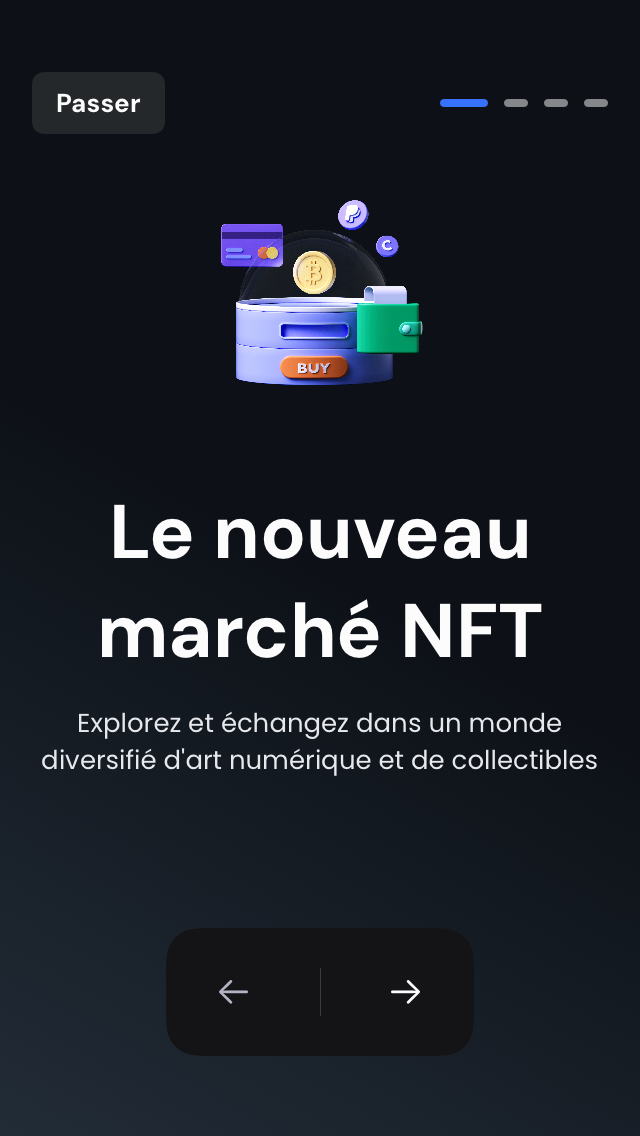 Passer
BUY
Le nouveau
marché NFT
Explorez et échangez dans un monde
diversifié d'art numérique et de collectibles